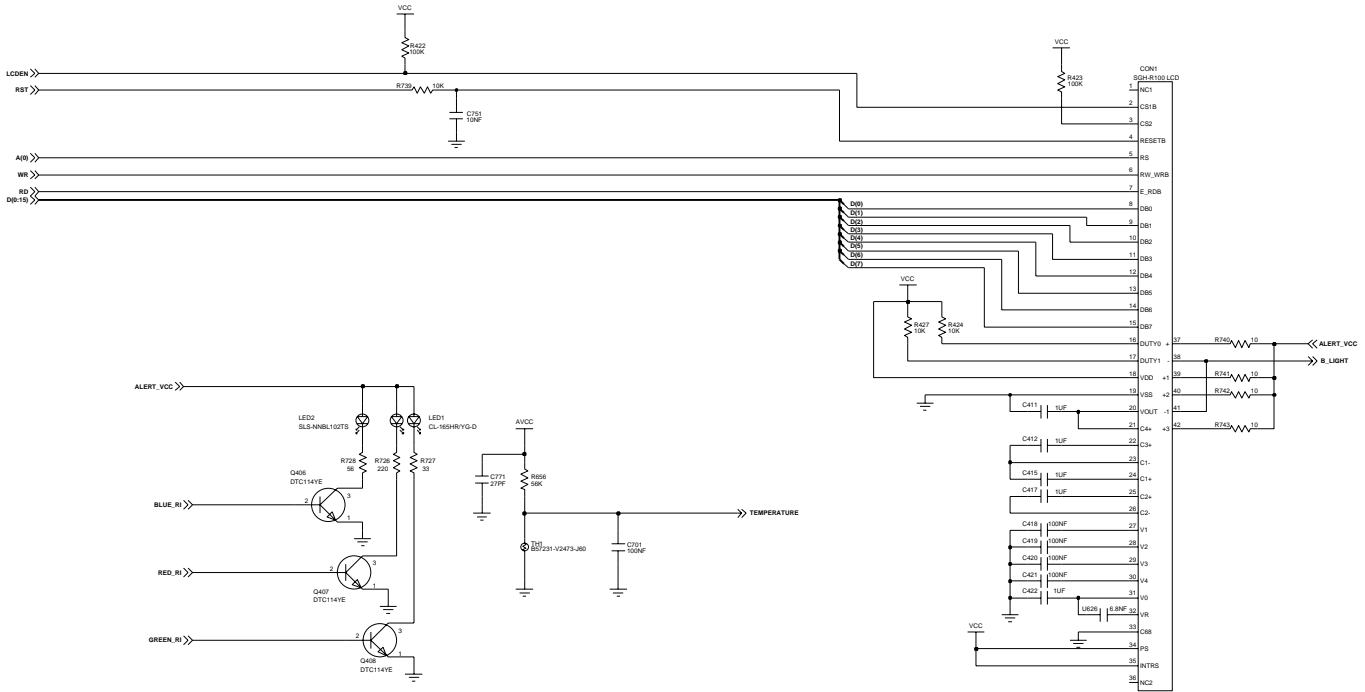 VCC
R422
100K
LCDEN
RST
R739 10K
C751
10NF
A(0)
WR
RD
D(0:15)
D(0)
D(1)
D(2)
D(3)
D(4)
D(5)
D(6)
D(7)
VCC
R423
100K
CON1
SGH-R100 LCD
1 NC1
2 CS1B
3 CS2
4 RESETB
5 RS
6 RW_WRB
7 E_RDB
8 DB0
9 DB1
10 DB2
11 DB3
12 DB4
13 DB5
14 DB6
15 DB7
16 DUTY0 + 37
17 DUTY1 - 38
18 VDD +1 39
19 VSS +2 40
20 VOUT -1 41
21 C4+ +3 42
22 C3+
23 C1-
24 C1+
25 C2+
26 C2-
27 V1
28 V2
29 V3
30 V4
31 V0
32 VR
33 C68
34 PS
35 INTRS
36 NC2
R740 10
ALERT_VCC
B_LIGHT
R741 10
R742 10
R743 10
VCC
R427
10K
R424
10K
C411 1UF
C412 1UF
C415 1UF
C417 1UF
C418 100NF
C419 100NF
C420 100NF
C421 100NF
C422 1UF
U626 6.8NF
VCC
ALERT_VCC
LED2
SLS-NNBL102TS
LED1
CL-165HR/YG-D
R728
56
R726
220
R727
33
Q406
DTC114YE
BLUE_RI
2
3
1
RED_RI
2
3
1
Q407
DTC114YE
GREEN_RI
2
3
1
Q408
DTC114YE
AVCC
C771
27PF
R656
56K
TEMPERATURE
TH1
B57231-V2473-J60
C701
100NF